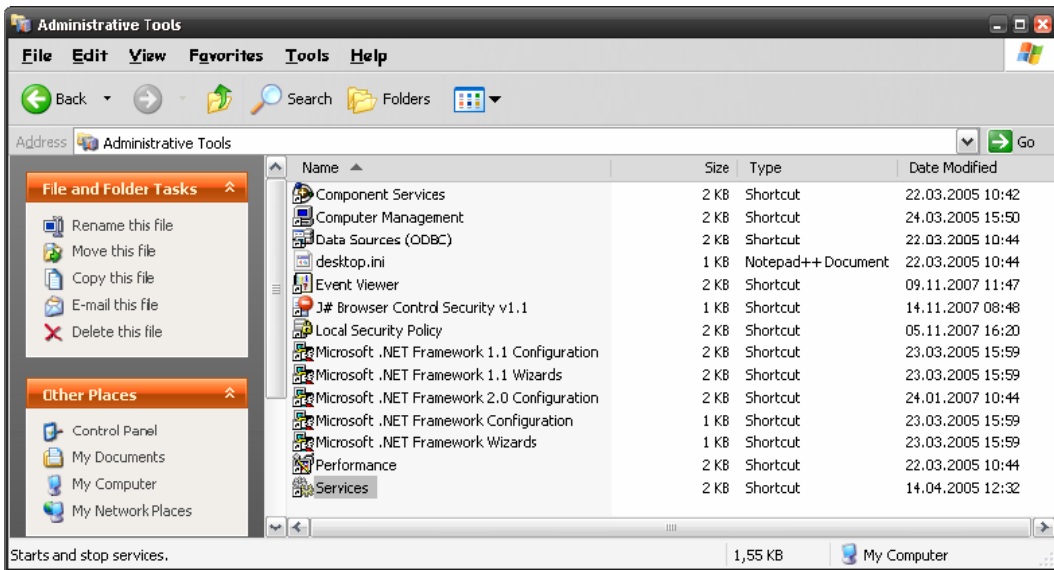 Administrative Tools
File Edit View Favorites Tools Help
Back Search Folders
Address Administrative Tools Go
File and Folder Tasks
Rename this file
Move this file
Copy this file
E-mail this file
Delete this file
Other Places
Control Panel
My Documents
My Computer
My Network Places
Name Size Type Date Modified
Component Services 2 KB Shortcut 22.03.2005 10:42
Computer Management 2 KB Shortcut 24.03.2005 15:50
Data Sources (ODBC) 2 KB Shortcut 22.03.2005 10:44
desktop.ini 1 KB Notepad++ Document 22.03.2005 10:44
Event Viewer 2 KB Shortcut 09.11.2007 11:47
J# Browser Control Security v1.1 1 KB Shortcut 14.11.2007 08:48
Local Security Policy 2 KB Shortcut 05.11.2007 16:20
Microsoft .NET Framework 1.1 Configuration 2 KB Shortcut 23.03.2005 15:59
Microsoft .NET Framework 1.1 Wizards 2 KB Shortcut 23.03.2005 15:59
Microsoft .NET Framework 2.0 Configuration 2 KB Shortcut 24.01.2007 10:44
Microsoft .NET Framework Configuration 1 KB Shortcut 23.03.2005 15:59
Microsoft .NET Framework Wizards 1 KB Shortcut 23.03.2005 15:59
Performance 2 KB Shortcut 22.03.2005 10:44
Services 2 KB Shortcut 14.04.2005 12:32
Starts and stop services. 1,55 KB My Computer